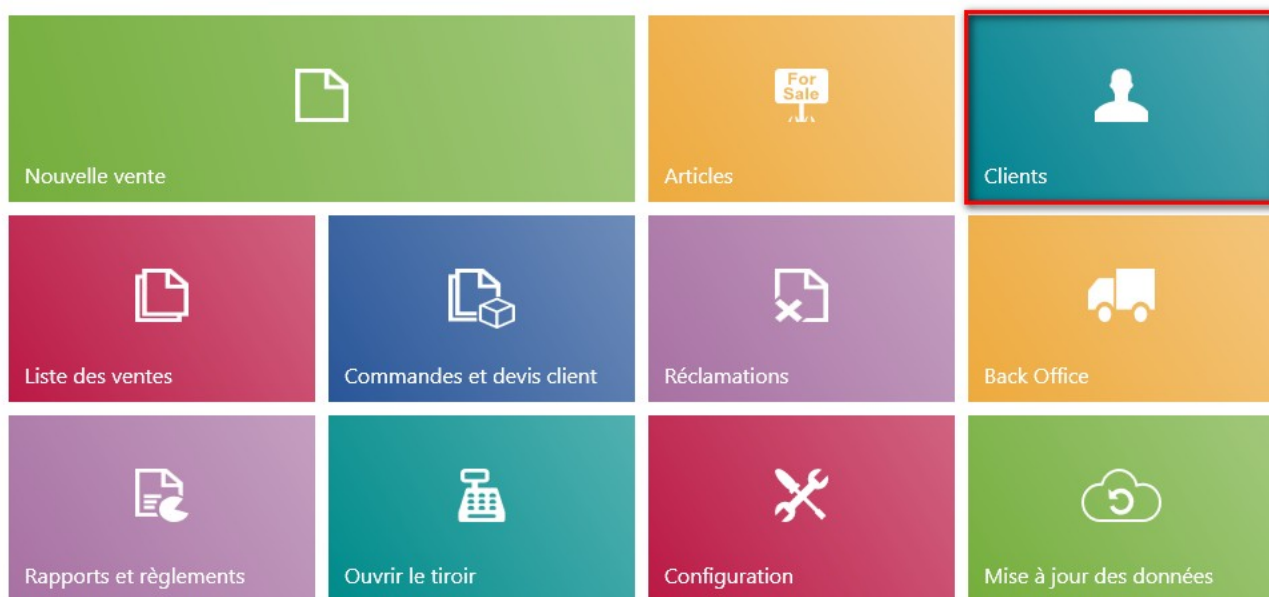 For
Sale
Nouvelle vente
Articles
Clients
Liste des ventes
Commandes et devis client
Réclamations
Back Office
Rapports et règlements
Ouvrir le tiroir
Configuration
Mise à jour des données